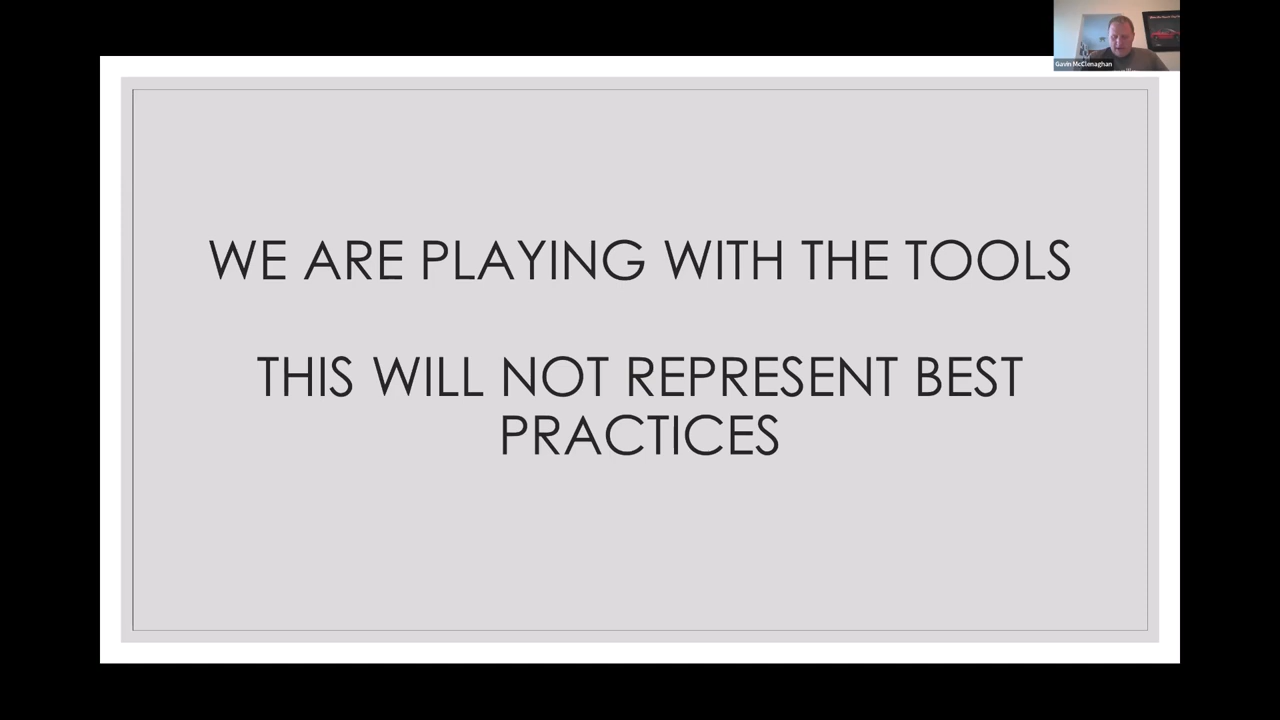 Gavin McClenaghan
WE ARE PLAYING WITH THE TOOLS
THIS WILL NOT REPRESENT BEST
PRACTICES